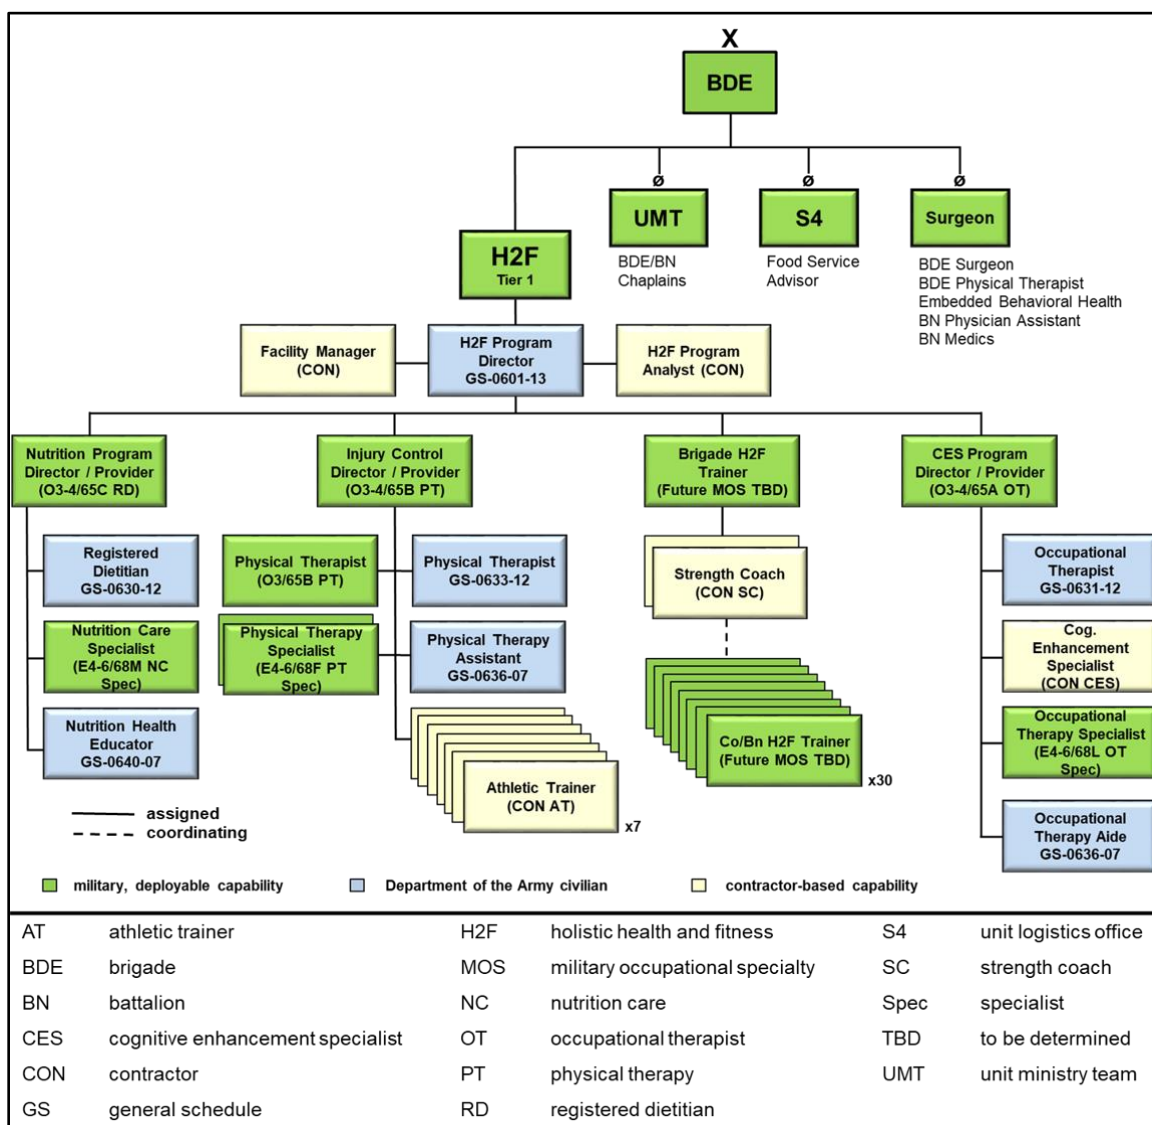 X
BDE
Ø
Ø
Ø
UMT
S4
Surgeon
BDE/BN
Chaplains
Food Service
Advisor
BDE Surgeon
BDE Physical Therapist
Embedded Behavioral Health
BN Physician Assistant
BN Medics
H2F
Tier 1
Facility Manager
(CON)
H2F Program
Director
GS-0601-13
H2F Program
Analyst (CON)
Nutrition Program
Director / Provider
(O3-4/65C RD)
Injury Control
Director / Provider
(O3-4/65B PT)
Brigade H2F
Trainer
(Future MOS TBD)
CES Program
Director / Provider
(O3-4/65A OT)
Registered
Dietitian
GS-0630-12
Nutrition Care
Specialist
(E4-6/68M NC
Spec)
Nutrition Health
Educator
GS-0640-07
Physical Therapist
(O3/65B PT)
Physical Therapist
GS-0633-12
Physical Therapy
Specialist
(E4-6/68F PT
Spec)
Physical Therapy
Assistant
GS-0636-07
Athletic Trainer
(CON AT)
x7
Strength Coach
(CON SC)
Co/Bn H2F Trainer
(Future MOS TBD)
x30
Occupational
Therapist
GS-0631-12
Cog.
Enhancement
Specialist
(CON CES)
Occupational
Therapy Specialist
(E4-6/68L OT
Spec)
Occupational
Therapy Aide
GS-0636-07
assigned
coordinating
military, deployable capability
Department of the Army civilian
contractor-based capability
AT athletic trainer
BDE brigade
BN battalion
CES cognitive enhancement specialist
CON contractor
GS general schedule
H2F holistic health and fitness
MOS military occupational specialty
NC nutrition care
OT occupational therapist
PT physical therapy
RD registered dietitian
S4 unit logistics office
SC strength coach
Spec specialist
TBD to be determined
UMT unit ministry team